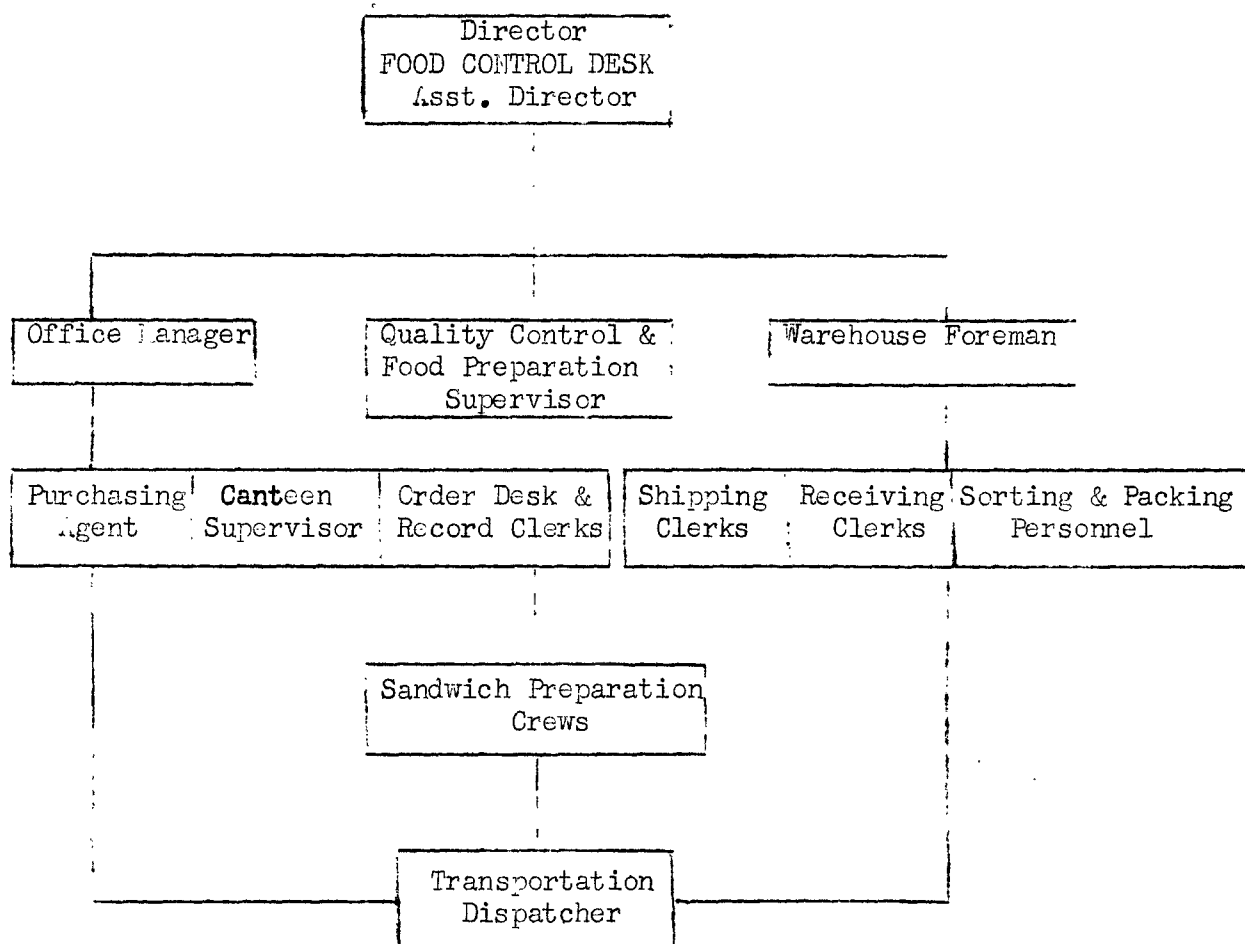 Director
FOOD CONTROL DESK
Asst. Director
Office Manager
Quality Control &
Food Preparation
Supervisor
Warehouse Foreman
Purchasing
Agent
Canteen
Supervisor
Order Desk &
Record Clerks
Shipping
Clerks
Receiving
Clerks
Sorting & Packing
Personnel
Sandwich Preparation
Crews
Transportation
Dispatcher